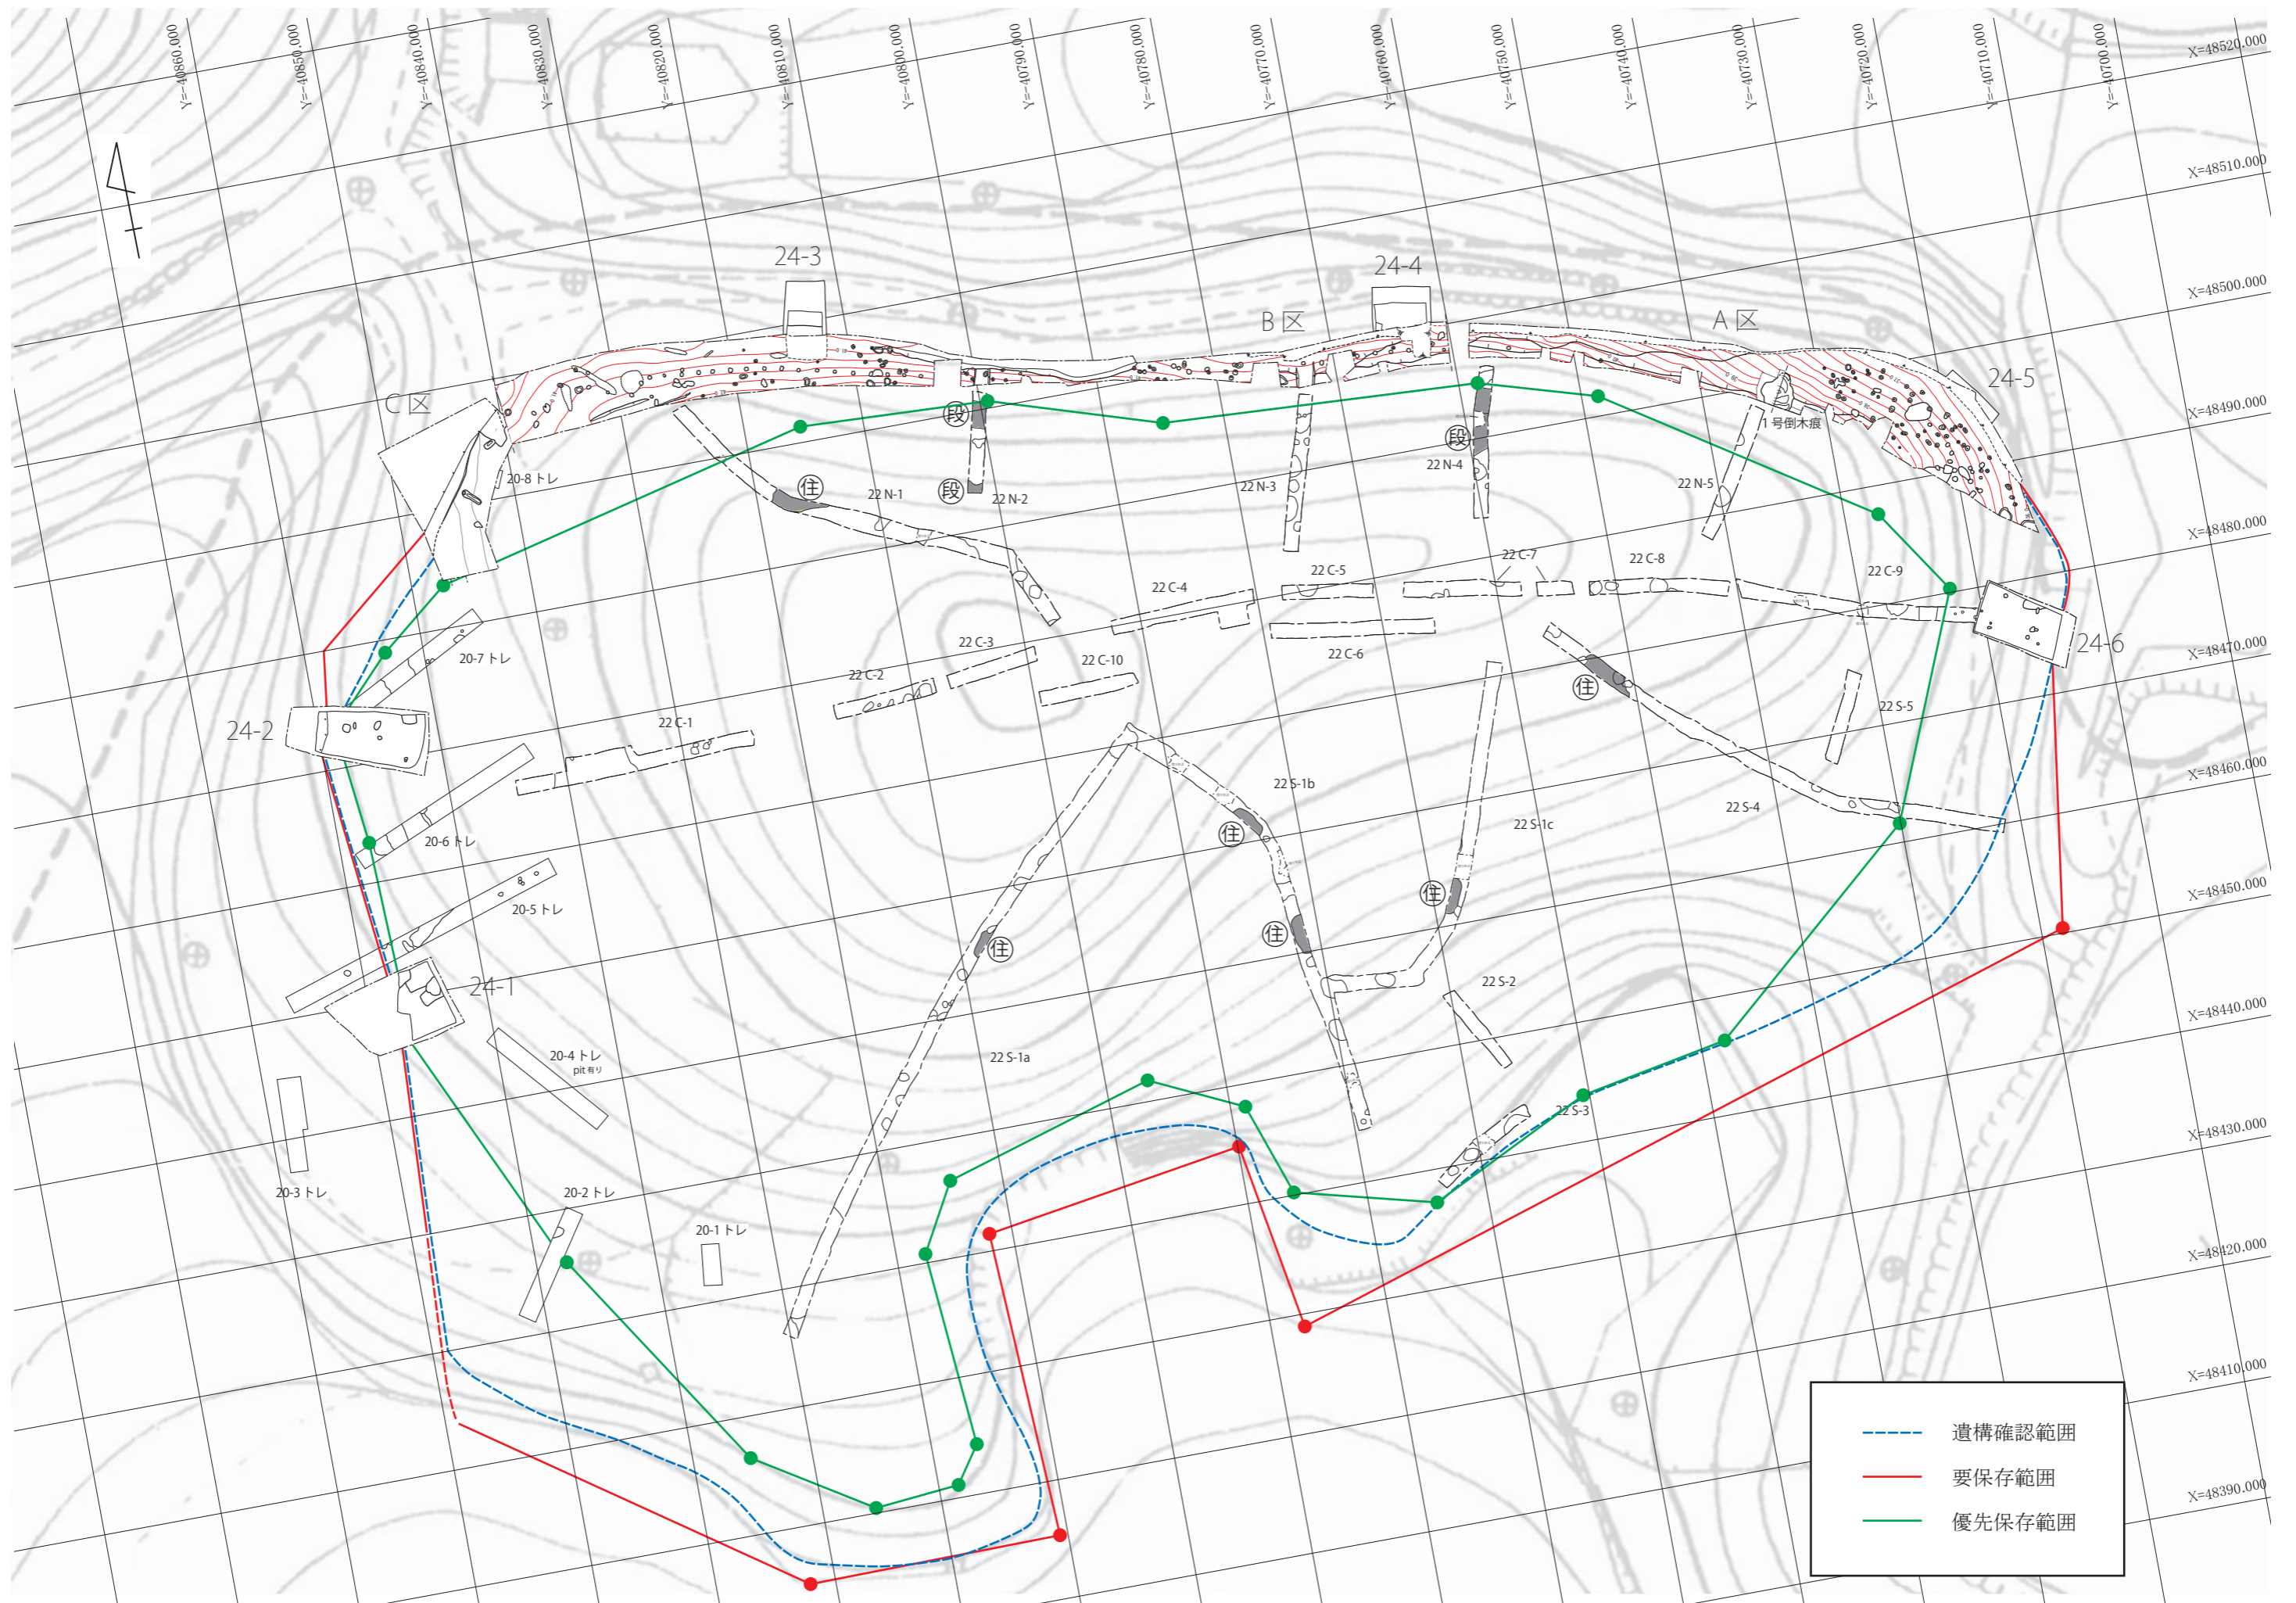 Y=-40860.000
Y=-40850.000
Y=-40840.000
Y=-40830.000
Y=-40820.000
Y=-40810.000
Y=-40800.000
Y=-40790.000
Y=-40780.000
Y=-40770.000
Y=-40760.000
Y=-40750.000
Y=-40740.000
Y=-40730.000
Y=-40720.000
Y=-40710.000
Y=-40700.000
X=48520.000
X=48510.000
X=48500.000
X=48490.000
X=48480.000
X=48470.000
X=48460.000
X=48450.000
X=48440.000
X=48430.000
X=48420.000
X=48410.000
X=48390.000
24-3
24-4
B区
A区
24-5
C区
1号倒木痕
段
段
段
住
20-8トレ
22 N-1
22 N-2
22 N-3
22 N-4
22 N-5
22 C-7
22 C-8
22 C-5
22 C-9
22 C-4
24-6
20-7トレ
22 C-3
22 C-10
22 C-6
22 C-2
住
22 S-5
24-2
22 C-1
22 S-1b
22 S-4
20-6トレ
住
22 S-1c
20-5トレ
住
住
住
24-1
22 S-2
20-4トレ
pit有り
22 S-1a
22 S-3
20-3トレ
20-2トレ
20-1トレ
遺構確認範囲
要保存範囲
優先保存範囲